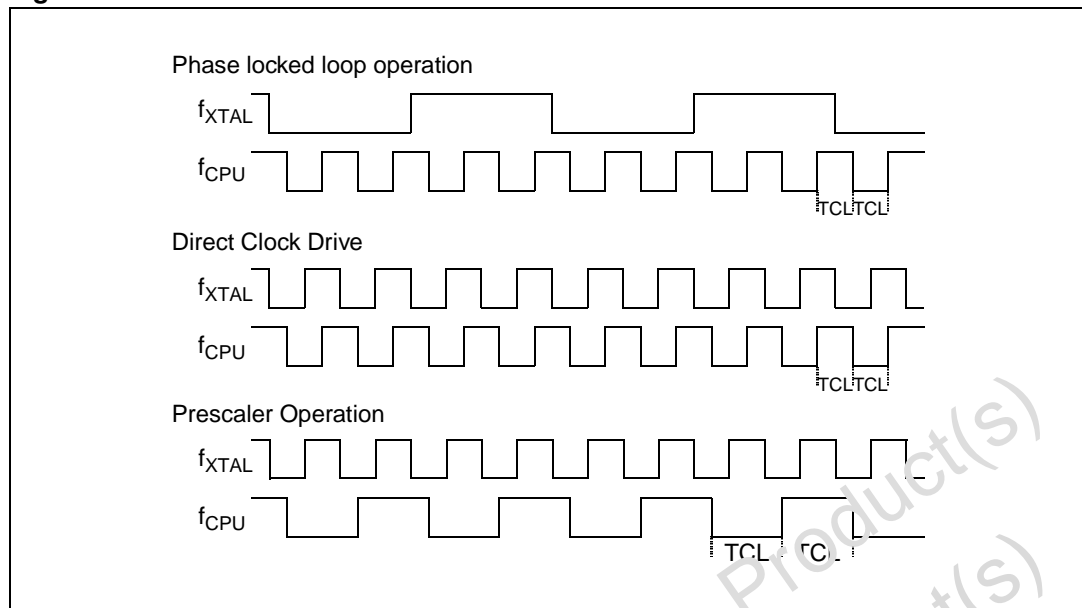 Phase locked loop operation
fXTAL
fCPU
TCL TCL
Direct Clock Drive
fXTAL
fCPU
TCL TCL
Prescaler Operation
fXTAL
fCPU
TCL TCL
Product(s)